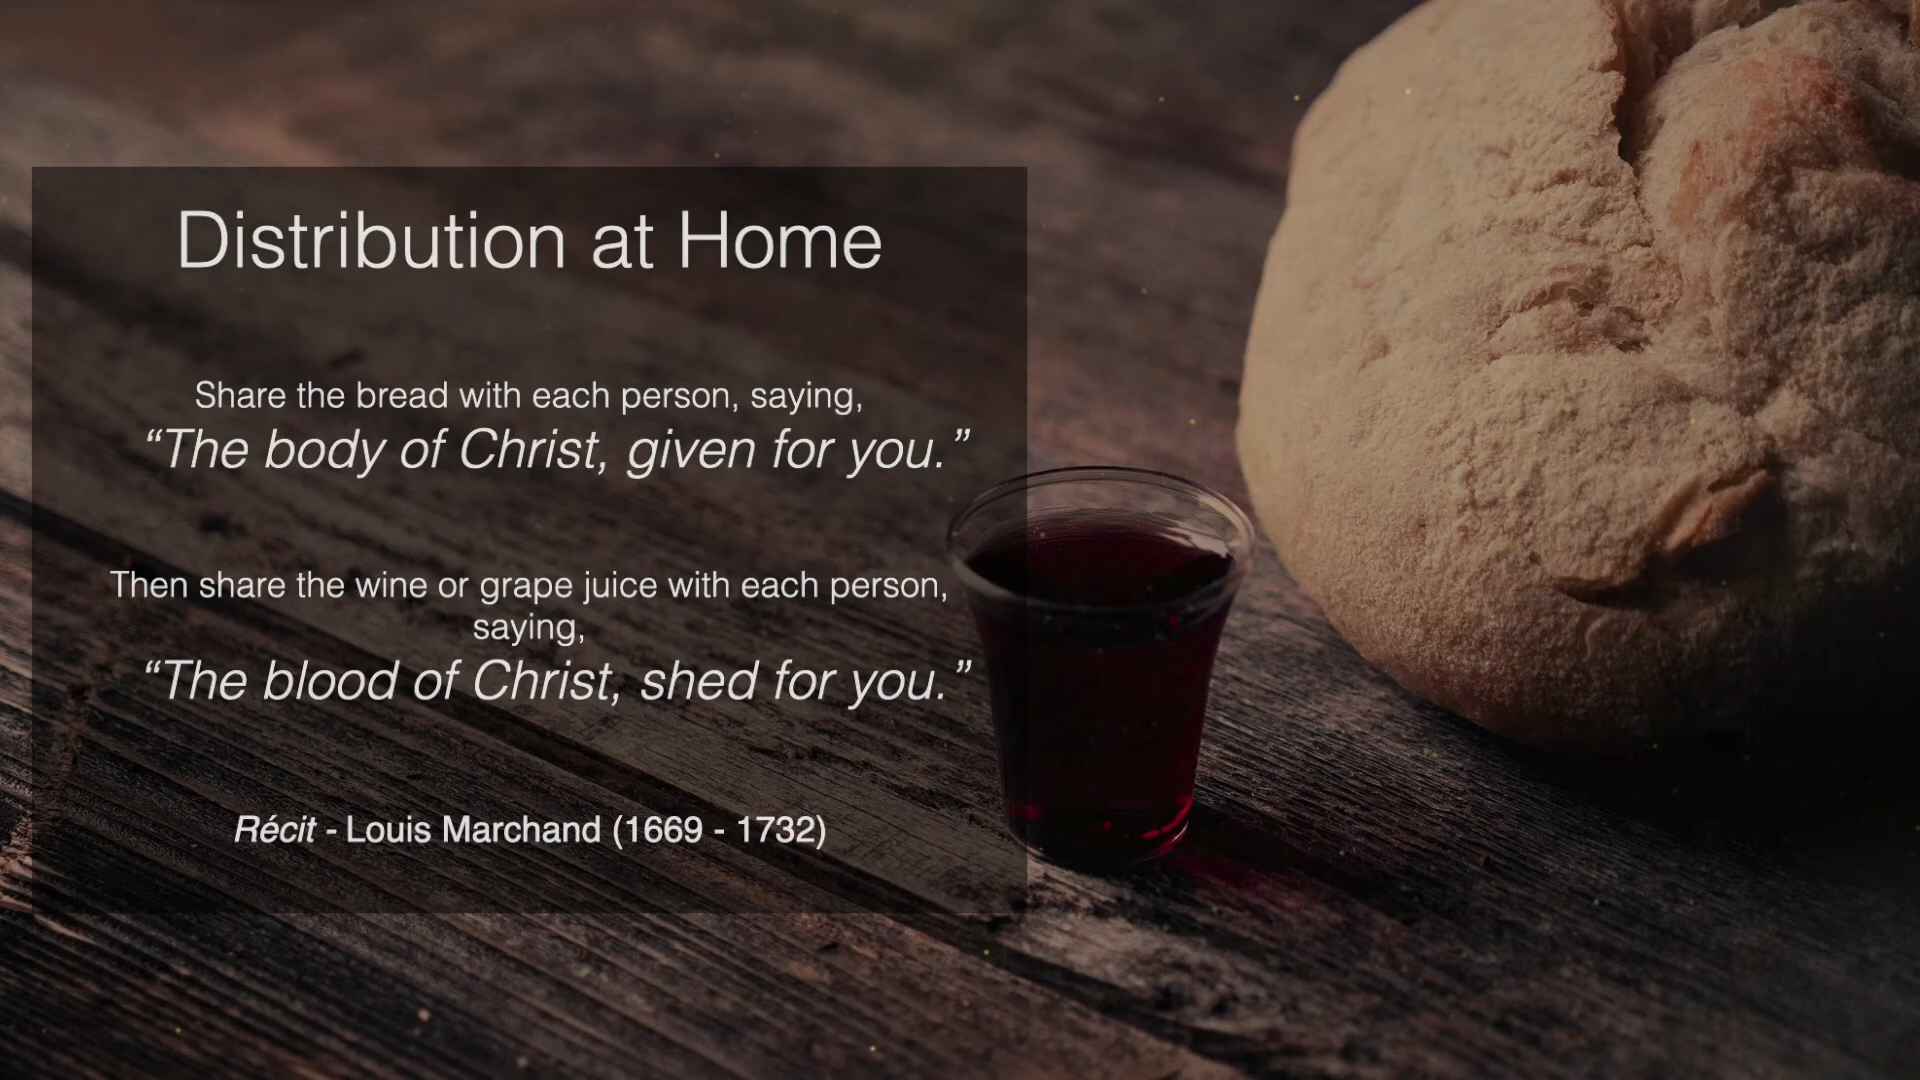 Distribution at Home
Share the bread with each person, saying,
“The body of Christ, given for you.”
Then share the wine or grape juice with each person,
saying,
“The blood of Christ, shed for you.”
Récit - Louis Marchand (1669 - 1732)